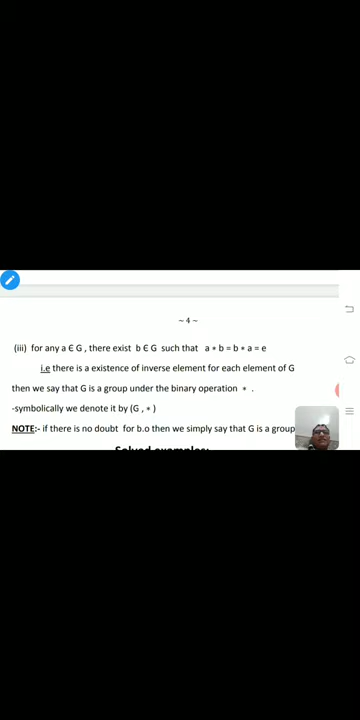 ~ 4 ~
(iii) for any a Є G , there exist b Є G such that a * b = b * a = e
i.e there is a existence of inverse element for each element of G
then we say that G is a group under the binary operation * .
-symbolically we denote it by (G , * )
NOTE:- if there is no doubt for b.o then we simply say that G is a group
Solved examples: